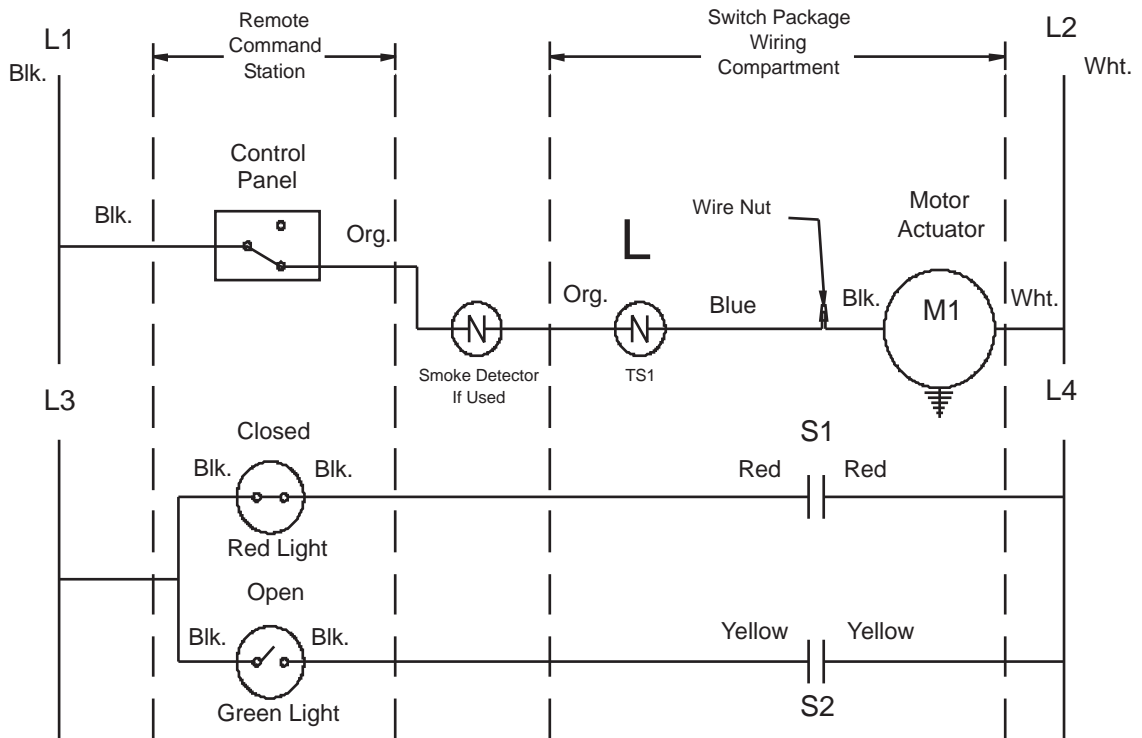 L1
Blk.
Remote
Command
Station
Switch Package
Wiring
Compartment
L2
Wht.
Control
Panel
Blk.
Org.
Wire Nut
Motor
Actuator
L
Org.
N
N
Blue
Blk.
M1
Wht.
Smoke Detector
If Used
TS1
L3
L4
Closed
S1
Blk.
Blk.
Red
Red
Red Light
Open
Blk.
Blk.
Yellow
Yellow
Green Light
S2